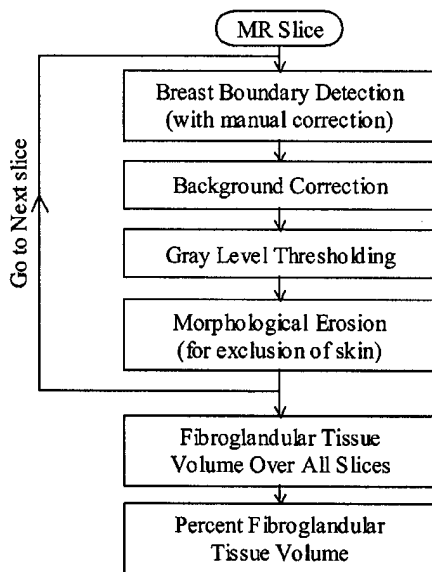 MR Slice
Breast Boundary Detection
(with manual correction)
Background Correction
Gray Level Thresholding
Morphological Erosion
(for exclusion of skin)
Go to Next slice
Fibroglandular Tissue
Volume Over All Slices
Percent Fibroglandular
Tissue Volume